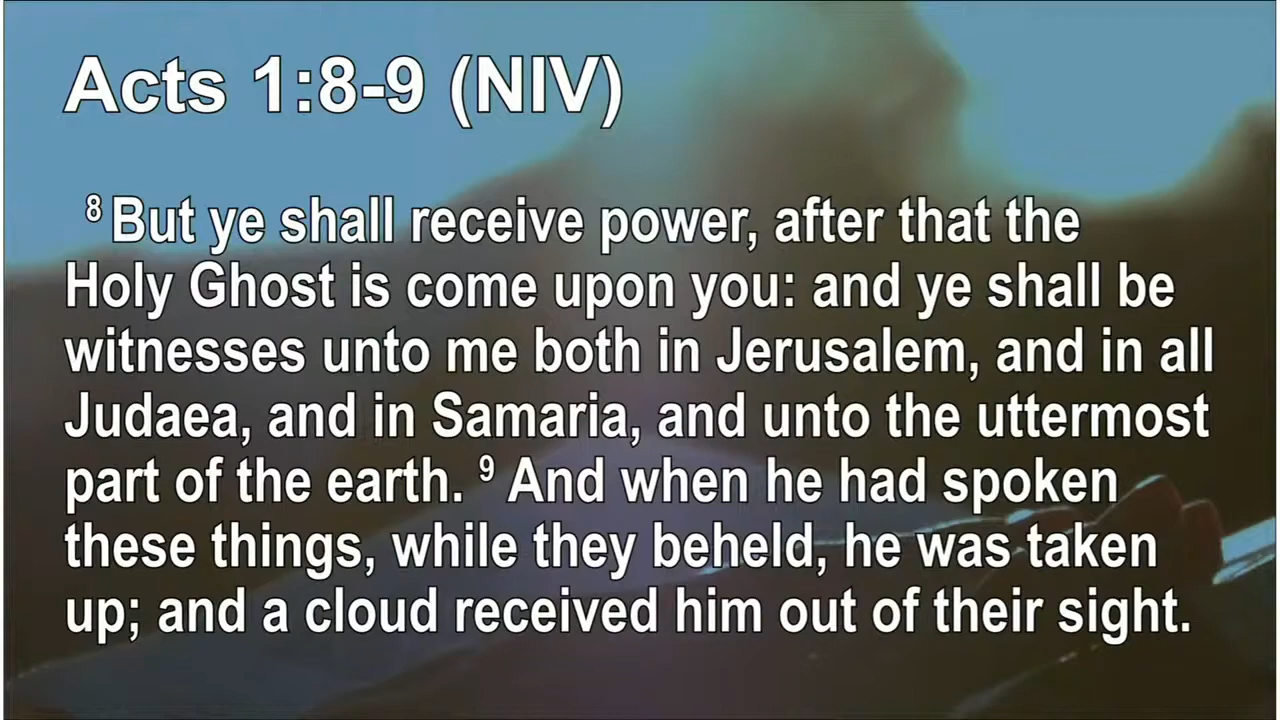 Acts 1:8-9 (NIV)
8 But ye shall receive power, after that the
Holy Ghost is come upon you: and ye shall be
witnesses unto me both in Jerusalem, and in all
Judaea, and in Samaria, and unto the uttermost
part of the earth. 9 And when he had spoken
these things, while they beheld, he was taken
up; and a cloud received him out of their sight.